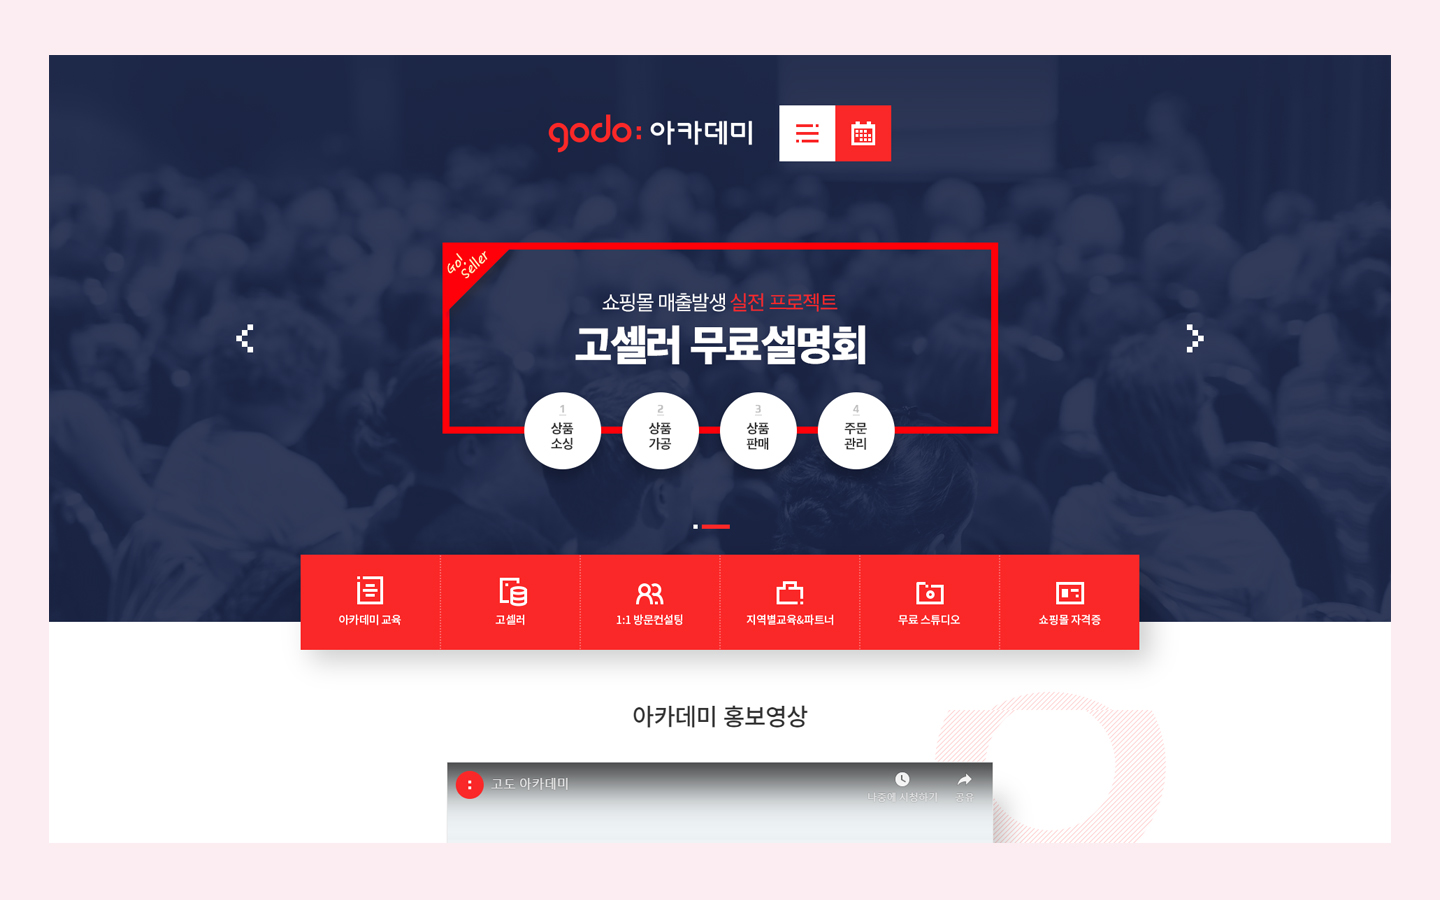 godo: 아카데미
Go!
Seller
쇼핑몰 매출발생 실전 프로젝트
고셀러 무료설명회
1
상품
소싱
2
상품
가공
3
상품
판매
4
주문
관리
아카데미 교육
고셀러
1:1 방문컨설팅
지역별교육&파트너
무료 스튜디오
쇼핑몰 자격증
아카데미 홍보영상
고도 아카데미
나중에 시청하기
공유